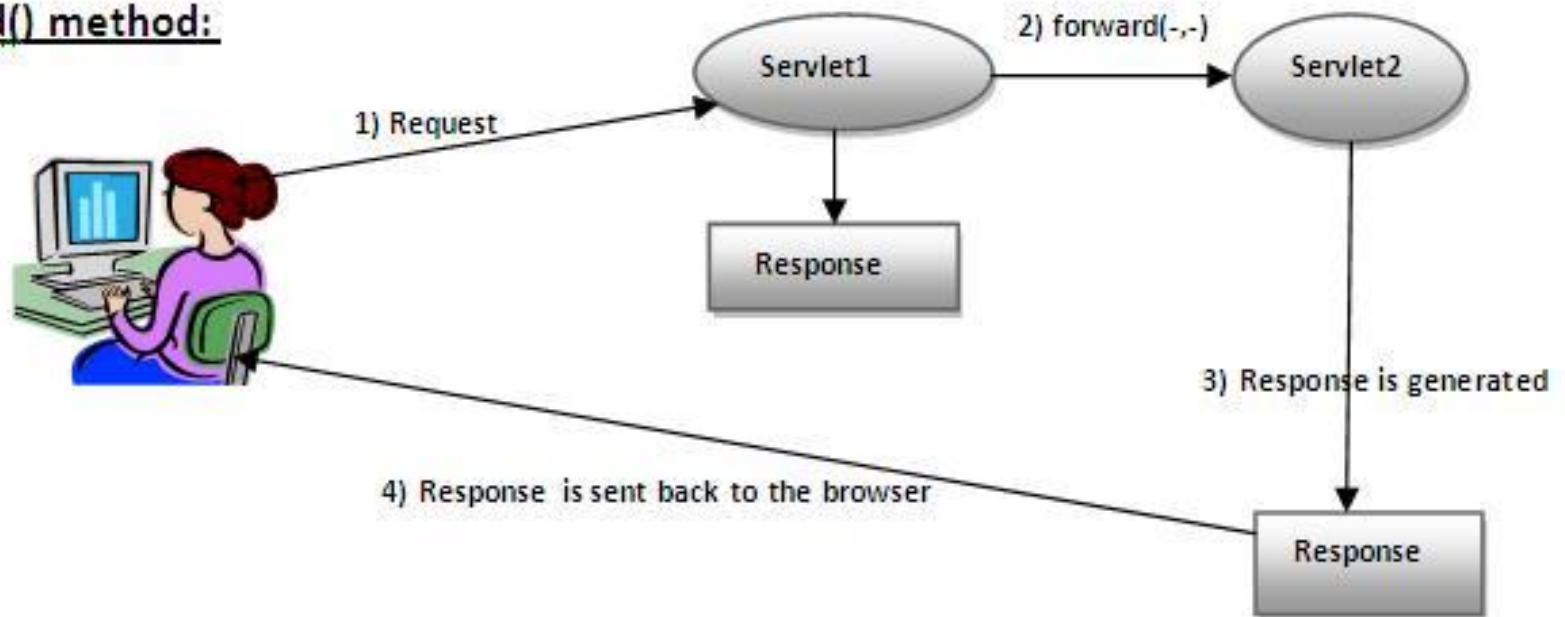 d() method:
2) forward(-,-)
Servlet1
Servlet2
1) Request
Response
3) Response is generated
4) Response is sent back to the browser
Response